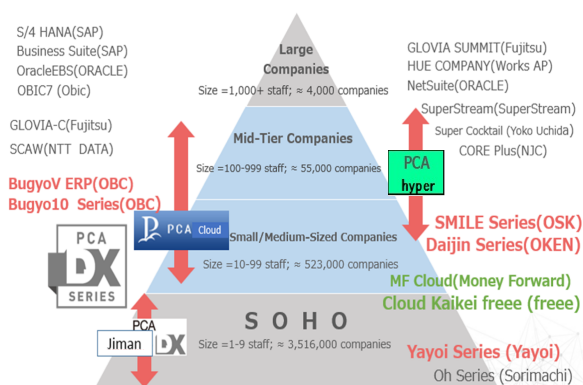 S/4 HANA(SAP)
Business Suite(SAP)
OracleEBS(ORACLE)
OBIC7 (Obic)
GLOVIA-C(Fujitsu)
SCAW(NTT DATA)
BugyoV ERP(OBC)
Bugyo10 Series(OBC)
PCA
DX
SERIES
PCA
DX
Jiman
Large
Companies
Size =1,000+ staff; ≈ 4,000 companies
Mid-Tier Companies
Size =100-999 staff; ≈ 55,000 companies
PCA Cloud
Small/Medium-Sized Companies
Size =10-99 staff; ≈ 523,000 companies
SOHO
Size =1-9 staff; ≈ 3,516,000 companies
GLOVIA SUMMIT(Fujitsu)
HUE COMPANY(Works AP)
NetSuite(ORACLE)
SuperStream(SuperStream)
Super Cocktail (Yoko Uchida)
CORE Plus(NJC)
PCA
hyper
SMILE Series(OSK)
Daijin Series(OKEN)
MF Cloud(Money Forward)
Cloud Kaikei freee (freee)
Yayoi Series (Yayoi)
Oh Series (Sorimachi)